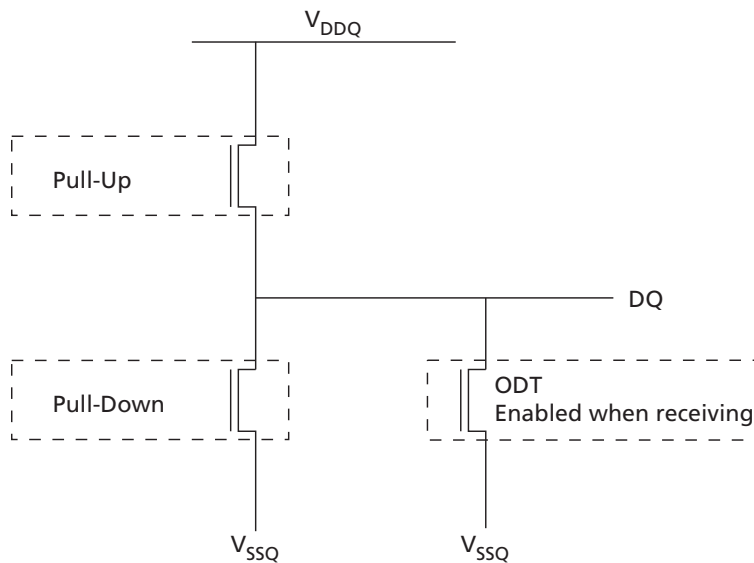 VDDQ
Pull-Up
DQ
Pull-Down
ODT
Enabled when receiving
VSSQ
VSSQ